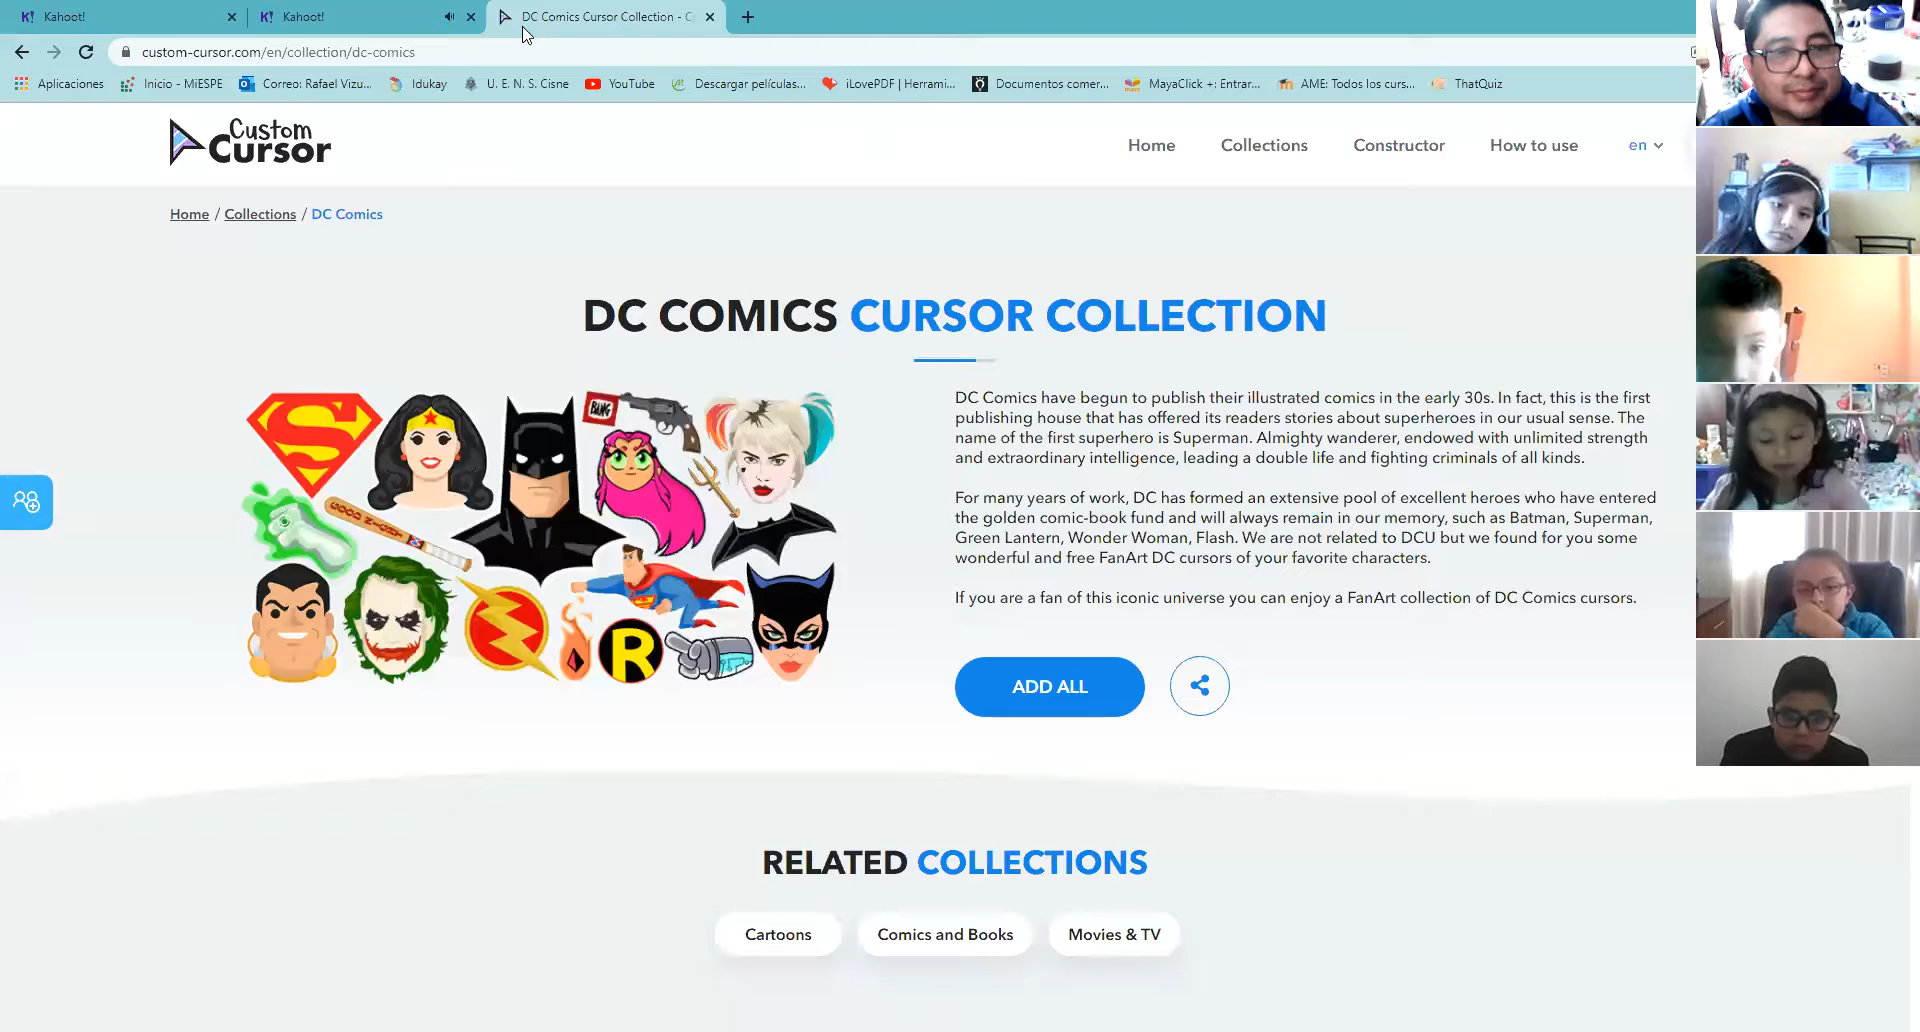 Kahoot!
Kahoot!
DC Comics Cursor Collection - C
custom-cursor.com/en/collection/dc-comics
Aplicaciones
Inicio - MiESPE
Correo: Rafael Vizu...
Idukay
U. E. N. S. Cisne
YouTube
Descargar películas...
iLovePDF | Herrami...
Documentos comer...
MayaClick +: Entrar...
AME: Todos los curs...
ThatQuiz
Custom Cursor
Home
Collections
Constructor
How to use
en
Home / Collections / DC Comics
DC COMICS CURSOR COLLECTION
BANG
GOOD NIGHT
S
R
DC Comics have begun to publish their illustrated comics in the early 30s. In fact, this is the first
publishing house that has offered its readers stories about superheroes in our usual sense. The
name of the first superhero is Superman. Almighty wanderer, endowed with unlimited strength
and extraordinary intelligence, leading a double life and fighting criminals of all kinds.
For many years of work, DC has formed an extensive pool of excellent heroes who have entered
the golden comic-book fund and will always remain in our memory, such as Batman, Superman,
Green Lantern, Wonder Woman, Flash. We are not related to DCU but we found for you some
wonderful and free FanArt DC cursors of your favorite characters.
If you are a fan of this iconic universe you can enjoy a FanArt collection of DC Comics cursors.
ADD ALL
RELATED COLLECTIONS
Cartoons
Comics and Books
Movies & TV